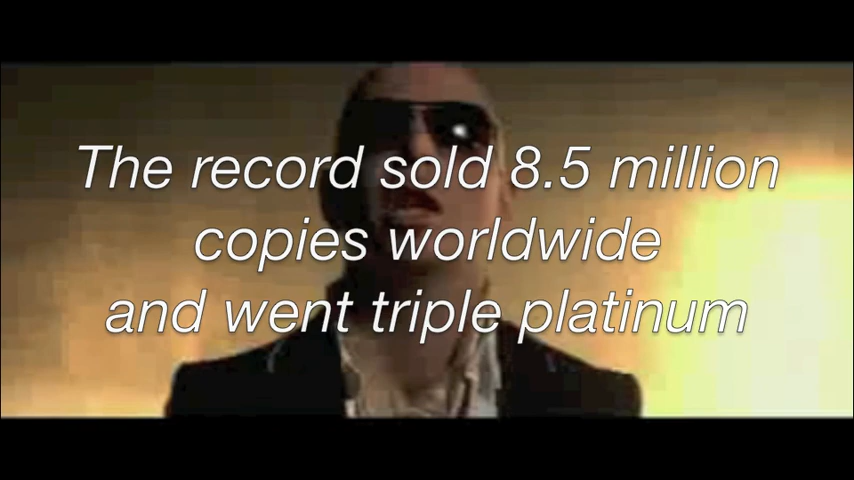 The record sold 8.5 million
copies worldwide
and went triple platinum